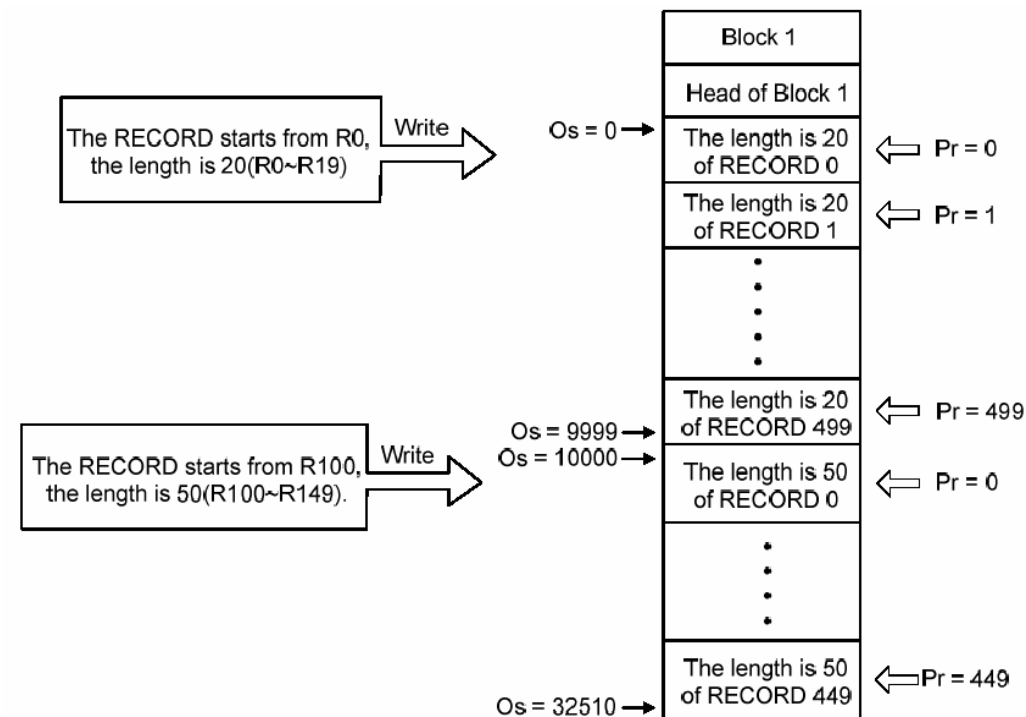 Block 1
Head of Block 1
The RECORD starts from R0,
the length is 20(R0~R19)
Write
Os = 0
The length is 20
of RECORD 0
Pr = 0
The length is 20
of RECORD 1
Pr = 1
The length is 20
of RECORD 499
Pr = 499
Os = 9999
Os = 10000
The RECORD starts from R100,
the length is 50(R100~R149).
Write
The length is 50
of RECORD 0
Pr = 0
The length is 50
of RECORD 449
Pr = 449
Os = 32510